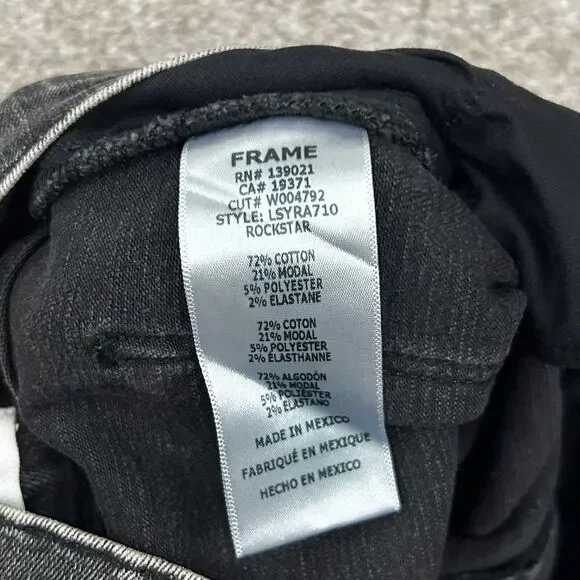 FRAME
RN# 139021
CA# 19371
CUT# W004792
STYLE: LSYRA710
ROCKSTAR
72% COTTON
21% MODAL
5% POLYESTER
2% ELASTANE
72% COTON
21% MODAL
5% POLYESTER
2% ÉLASTHANNE
72% ALGODÓN
21% MODAL
5% POLIÉSTER
2% ELASTANO
MADE IN MEXICO
FABRIQUÉ EN MEXIQUE
HECHO EN MEXICO